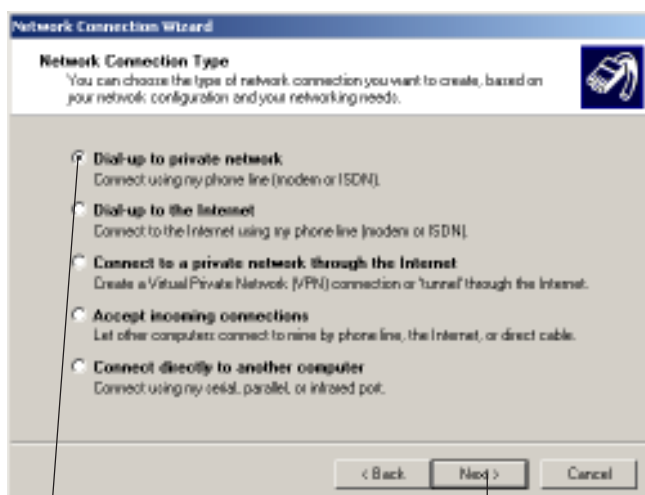 Network Connection Wizard
Network Connection Type
You can choose the type of network connection you want to create, based on
your network configuration and your networking needs.
Dial-up to private network
Connect using my phone line (modem or ISDN).
Dial-up to the Internet
Connect to the Internet using my phone line (modem or ISDN).
Connect to a private network through the Internet
Create a Virtual Private Network (VPN) connection or 'tunnel' through the Internet.
Accept incoming connections
Let other computers connect to mine by phone line, the Internet, or direct cable.
Connect directly to another computer
Connect using my serial, parallel, or infrared port.
< Back
Next >
Cancel